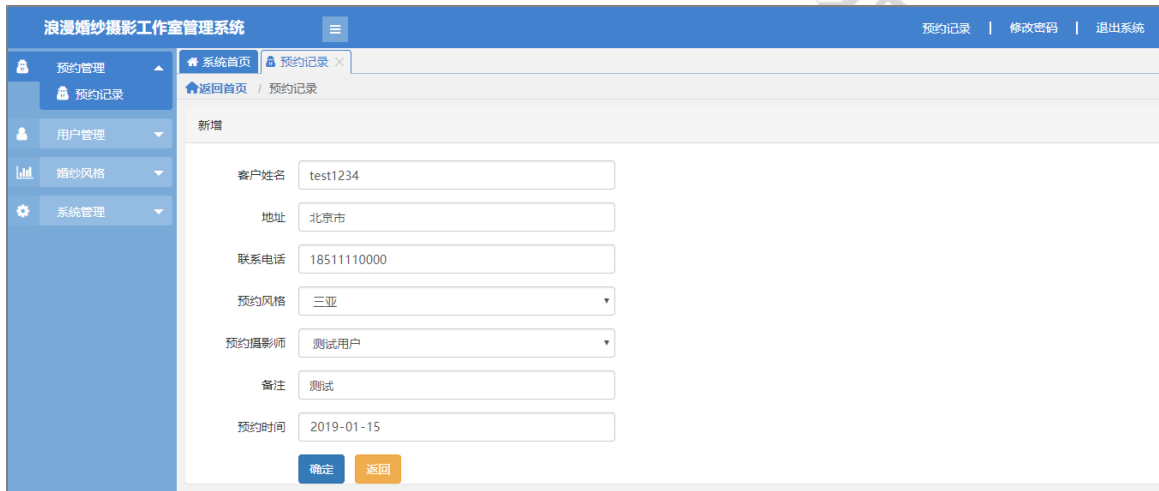 浪漫婚纱摄影工作室管理系统
预约记录 | 修改密码 | 退出系统
预约管理
预约记录
用户管理
婚纱风格
系统管理
系统首页 预约记录 ×
返回首页 / 预约记录
新增
客户姓名 test1234
地址 北京市
联系电话 18511110000
预约风格 三亚
预约摄影师 测试用户
备注 测试
预约时间 2019-01-15
确定 返回